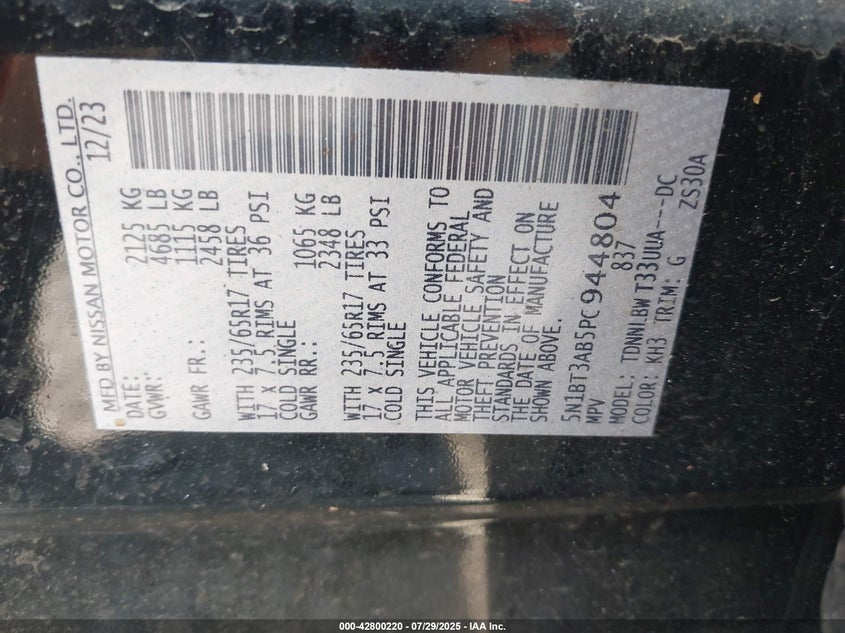 MFD BY NISSAN MOTOR CO., LTD.
DATE: 12/23
GVWR: 2125 KG
4685 LB
GAWR FR.: 1115 KG
2458 LB
WITH 235/65R17 TIRES
17 X 7.5 RIMS AT 36 PSI
COLD SINGLE
GAWR RR.: 1065 KG
2348 LB
WITH 235/65R17 TIRES
17 X 7.5 RIMS AT 33 PSI
COLD SINGLE
THIS VEHICLE CONFORMS TO
ALL APPLICABLE FEDERAL
MOTOR VEHICLE SAFETY AND
THEFT PREVENTION
STANDARDS IN EFFECT ON
THE DATE OF MANUFACTURE
SHOWN ABOVE.
5N1BT3AB5PC944804
MPV 837
MODEL: TDNNLBW T33UUA---DC
COLOR: KH3 TRIM: G ZS30A
000-42800220 | 07/29/2025 - IAA Inc.